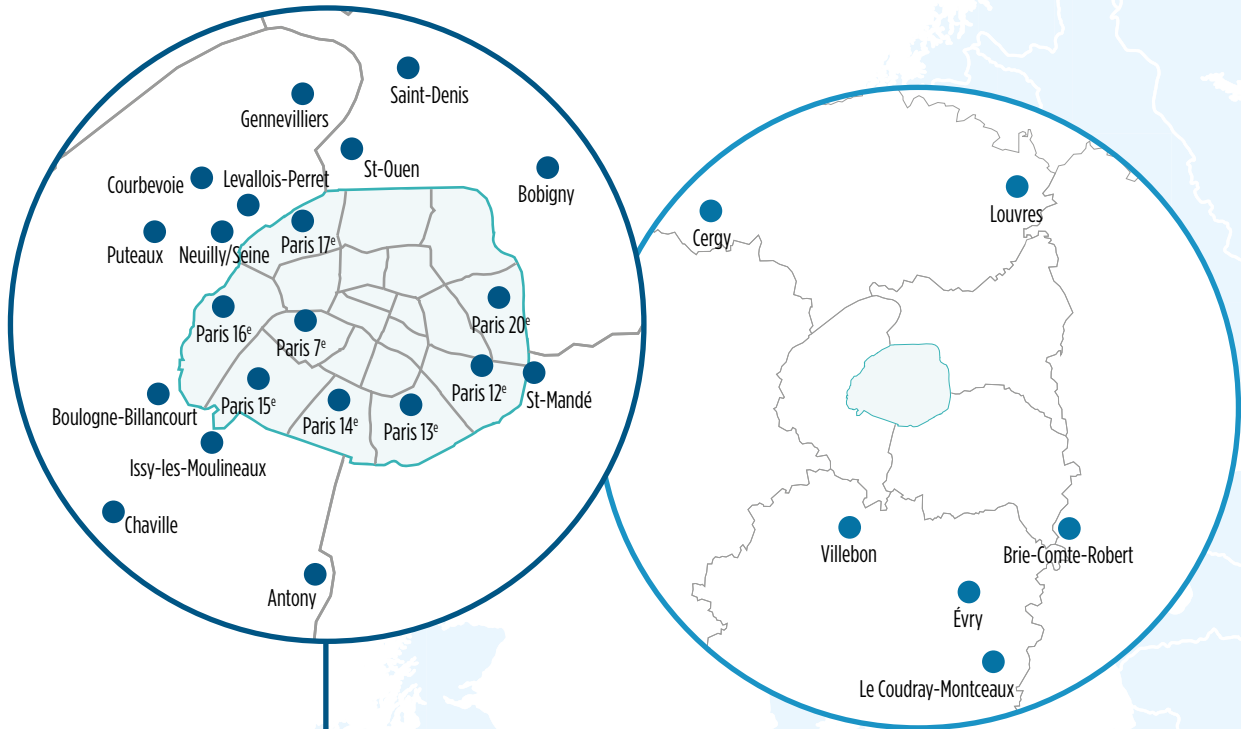 Saint-Denis
Gennevilliers
St-Ouen
Bobigny
Courbevoie
Levallois-Perret
Puteaux
Neuilly/Seine
Paris 17e
Paris 16e
Paris 7e
Paris 20e
Paris 12e
St-Mandé
Paris 15e
Paris 14e
Paris 13e
Boulogne-Billancourt
Issy-les-Moulineaux
Chaville
Antony
Cergy
Louvres
Villebon
Brie-Comte-Robert
Évry
Le Coudray-Montceaux